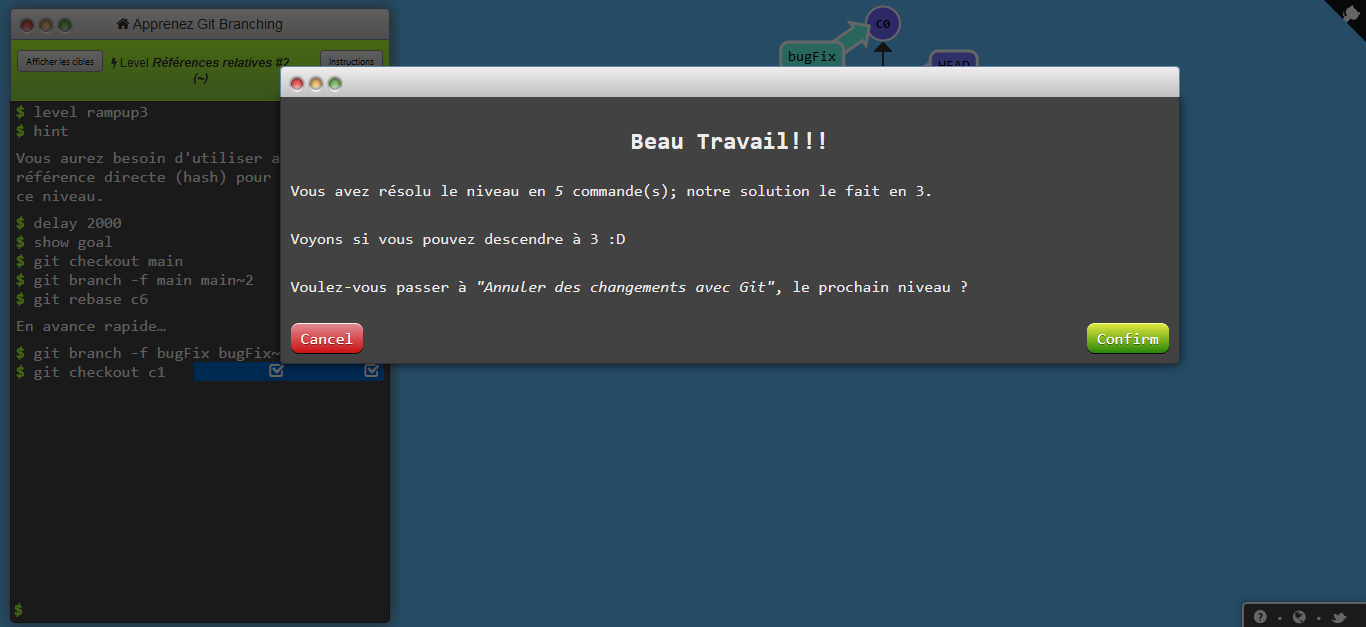 Apprenez Git Branching
Afficher les cibles
Level Références relatives #2
(~)
Instructions
$ level rampup3
$ hint
Vous aurez besoin d'utiliser a
référence directe (hash) pour
ce niveau.
$ delay 2000
$ show goal
$ git checkout main
$ git branch -f main main~2
$ git rebase c6
En avance rapide…
$ git branch -f bugFix bugFix~
$ git checkout c1
$
C0
bugFix
HEAD
Beau Travail!!!
Vous avez résolu le niveau en 5 commande(s); notre solution le fait en 3.
Voyons si vous pouvez descendre à 3 :D
Voulez-vous passer à "Annuler des changements avec Git", le prochain niveau ?
Cancel
Confirm